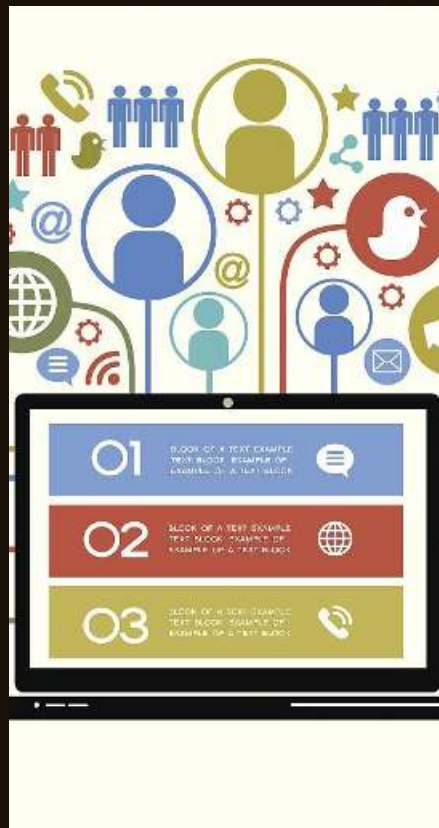 @
@
01
BLOCK OF A TEXT EXAMPLE
TEXT BLOCK EXAMPLE OF
EXAMPLE OF A TEXT BLOCK
02
BLOCK OF A TEXT EXAMPLE
TEXT BLOCK EXAMPLE OF
EXAMPLE OF A TEXT BLOCK
03
BLOCK OF A TEXT EXAMPLE
TEXT BLOCK EXAMPLE OF
EXAMPLE OF A TEXT BLOCK